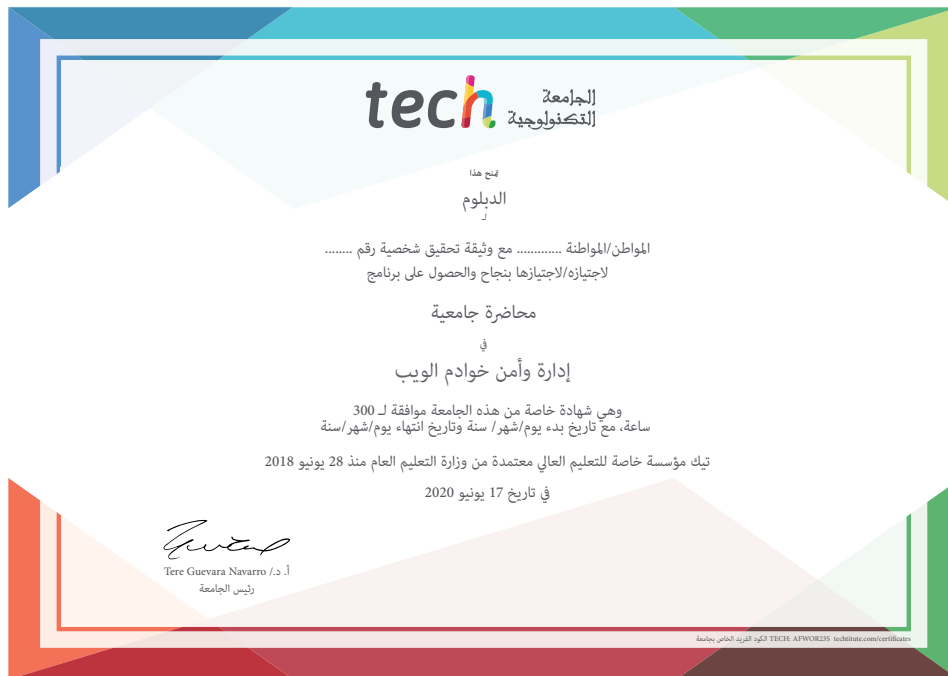 tech الجامعة
التكنولوجية
يمنح هذا
الدبلوم
لـ
المواطن/المواطنة ............. مع وثيقة تحقيق شخصية رقم ........
لاجتيازه/لاجتيازها بنجاح والحصول على برنامج
محاضرة جامعية
في
إدارة وأمن خوادم الويب
وهي شهادة خاصة من هذه الجامعة موافقة لـ 300
ساعة، مع تاريخ بدء يوم/شهر/ سنة وتاريخ انتهاء يوم/شهر/سنة
تيك مؤسسة خاصة للتعليم العالي معتمدة من وزارة التعليم العام منذ 28 يونيو 2018
في تاريخ 17 يونيو 2020
أ. د./ Tere Guevara Navarro
رئيس الجامعة
الكود الفريد الخاص بجامعة TECH: AFWOR23S techtitute.com/certificates